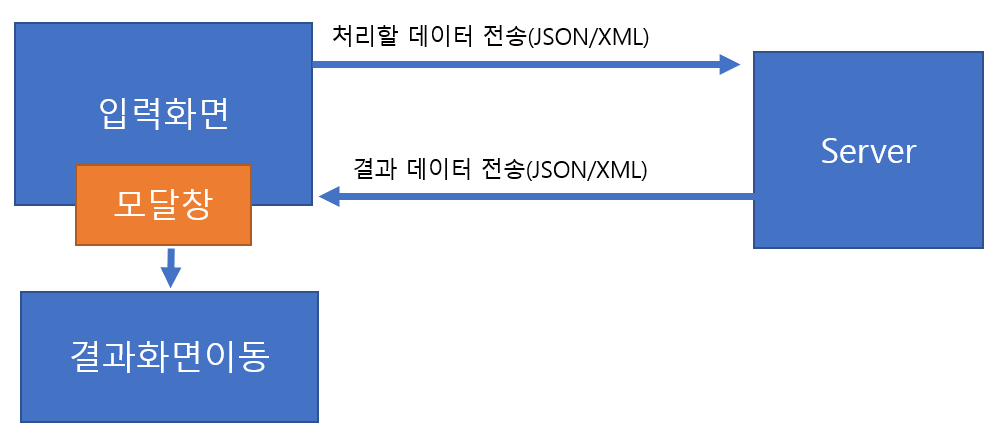 처리할 데이터 전송(JSON/XML)
입력화면
Server
결과 데이터 전송(JSON/XML)
모달창
결과화면이동